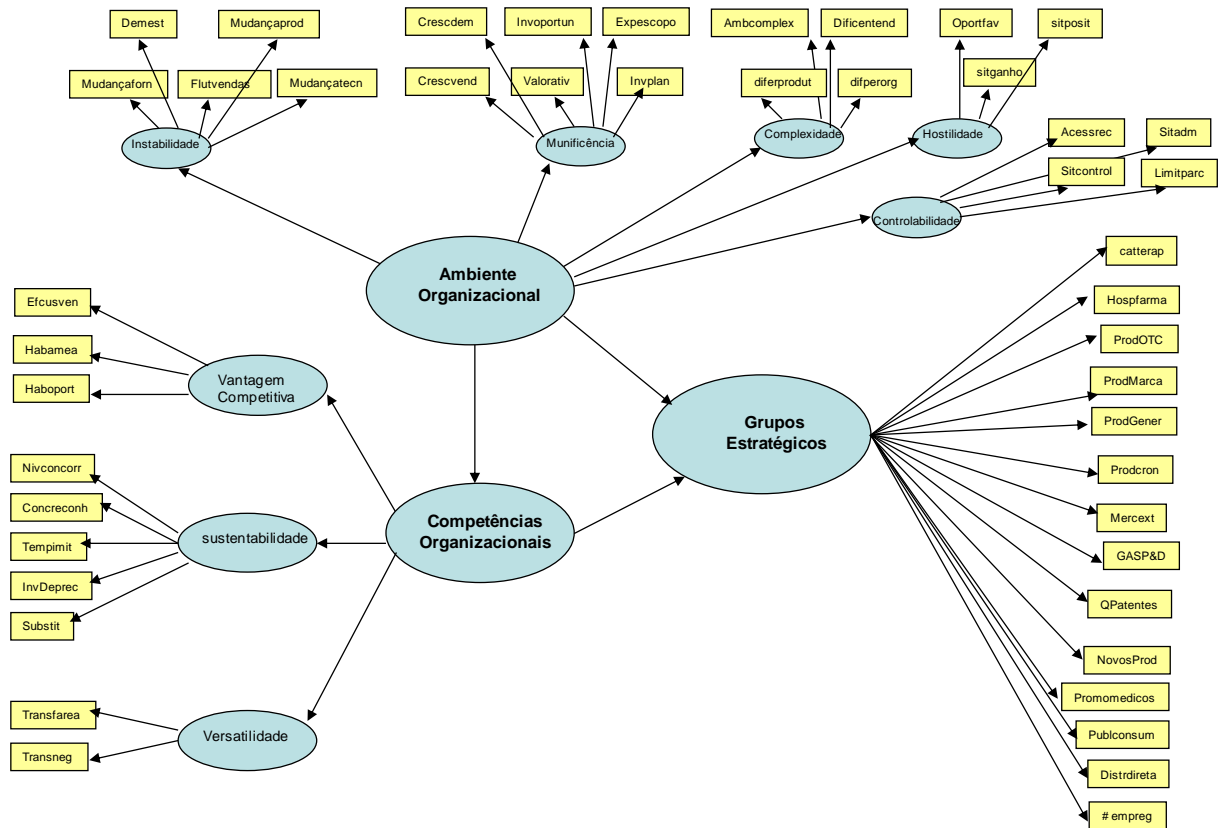 Demest
Mudançaprod
Crescdem
Invoportun
Expescopo
Ambcomplex
Dificentend
Oportfav
sitposit
Mudançaforn
Flutvendas
Mudançatecn
Crescvend
Valorativ
Invplan
diferprodut
difperorg
sitganho
Instabilidade
Munificência
Complexidade
Hostilidade
Acessrec
Sitadm
Sitcontrol
Limitparc
Controlabilidade
Ambiente
Organizacional
catterap
Hospfarma
ProdOTC
ProdMarca
ProdGener
Prodcron
Mercext
GASP&D
QPatentes
NovosProd
Promomedicos
Publconsum
Distrdireta
# empreg
Efcusven
Habamea
Haboport
Vantagem
Competitiva
Grupos
Estratégicos
Nivconcorr
Concreconh
Tempimit
InvDeprec
Substit
sustentabilidade
Competências
Organizacionais
Transfarea
Transneg
Versatilidade